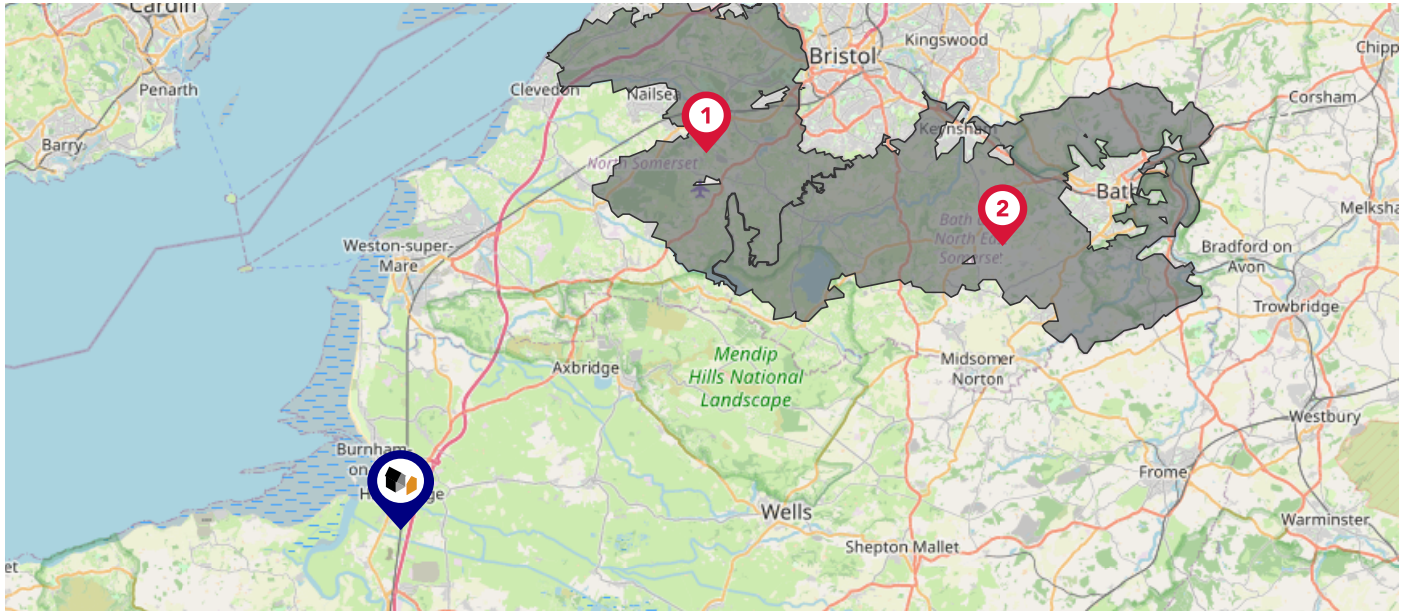 Cardiff
Bristol
Kingswood
Chipp
Penarth
Clevedon
Nailsea
Corsham
1
Keynsham
Barry
North Somerset
Bath
2
Melksha
Bath
North East
Somerset
Weston-super-
Mare
Bradford on
Avon
Trowbridge
Mendip
Hills National
Landscape
Axbridge
Midsomer
Norton
Westbury
Burnham-
on
Frome
Wells
Warminster
Shepton Mallet
et